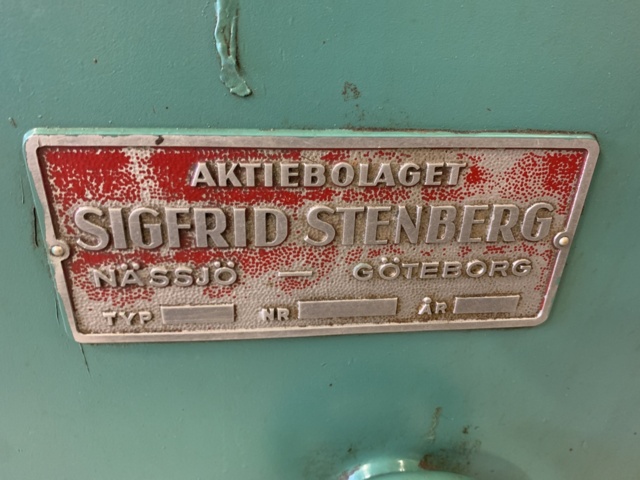 AKTIEBOLAGET
SIGFRID STENBERG
NÄSSJÖ — GÖTEBORG
TYP NR ÅR